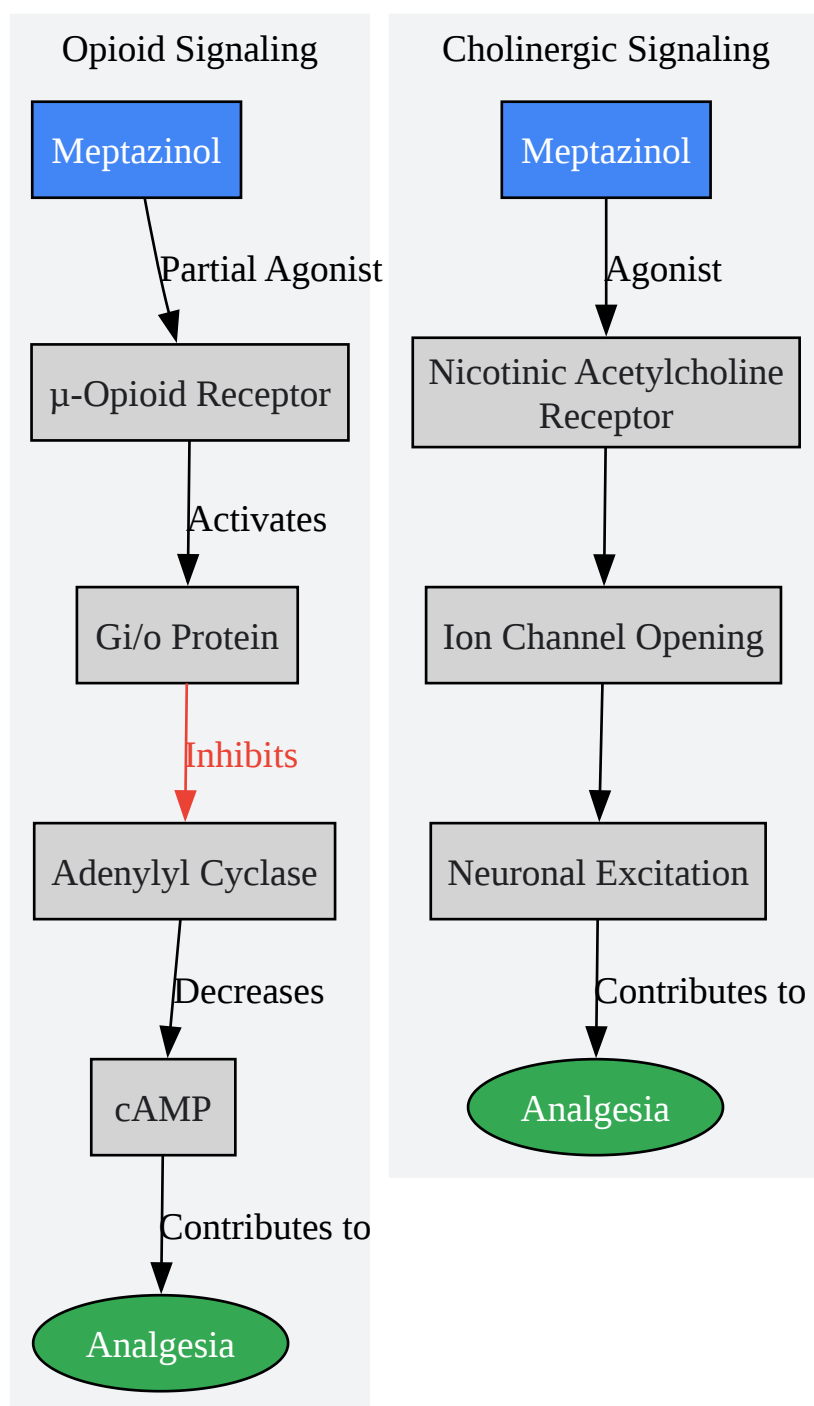 Opioid Signaling
Meptazinol
Partial Agonist
µ-Opioid Receptor
Activates
Gi/o Protein
Inhibits
Adenylyl Cyclase
Decreases
cAMP
Contributes to
Analgesia
Cholinergic Signaling
Meptazinol
Agonist
Nicotinic Acetylcholine
Receptor
Ion Channel Opening
Neuronal Excitation
Contributes to
Analgesia